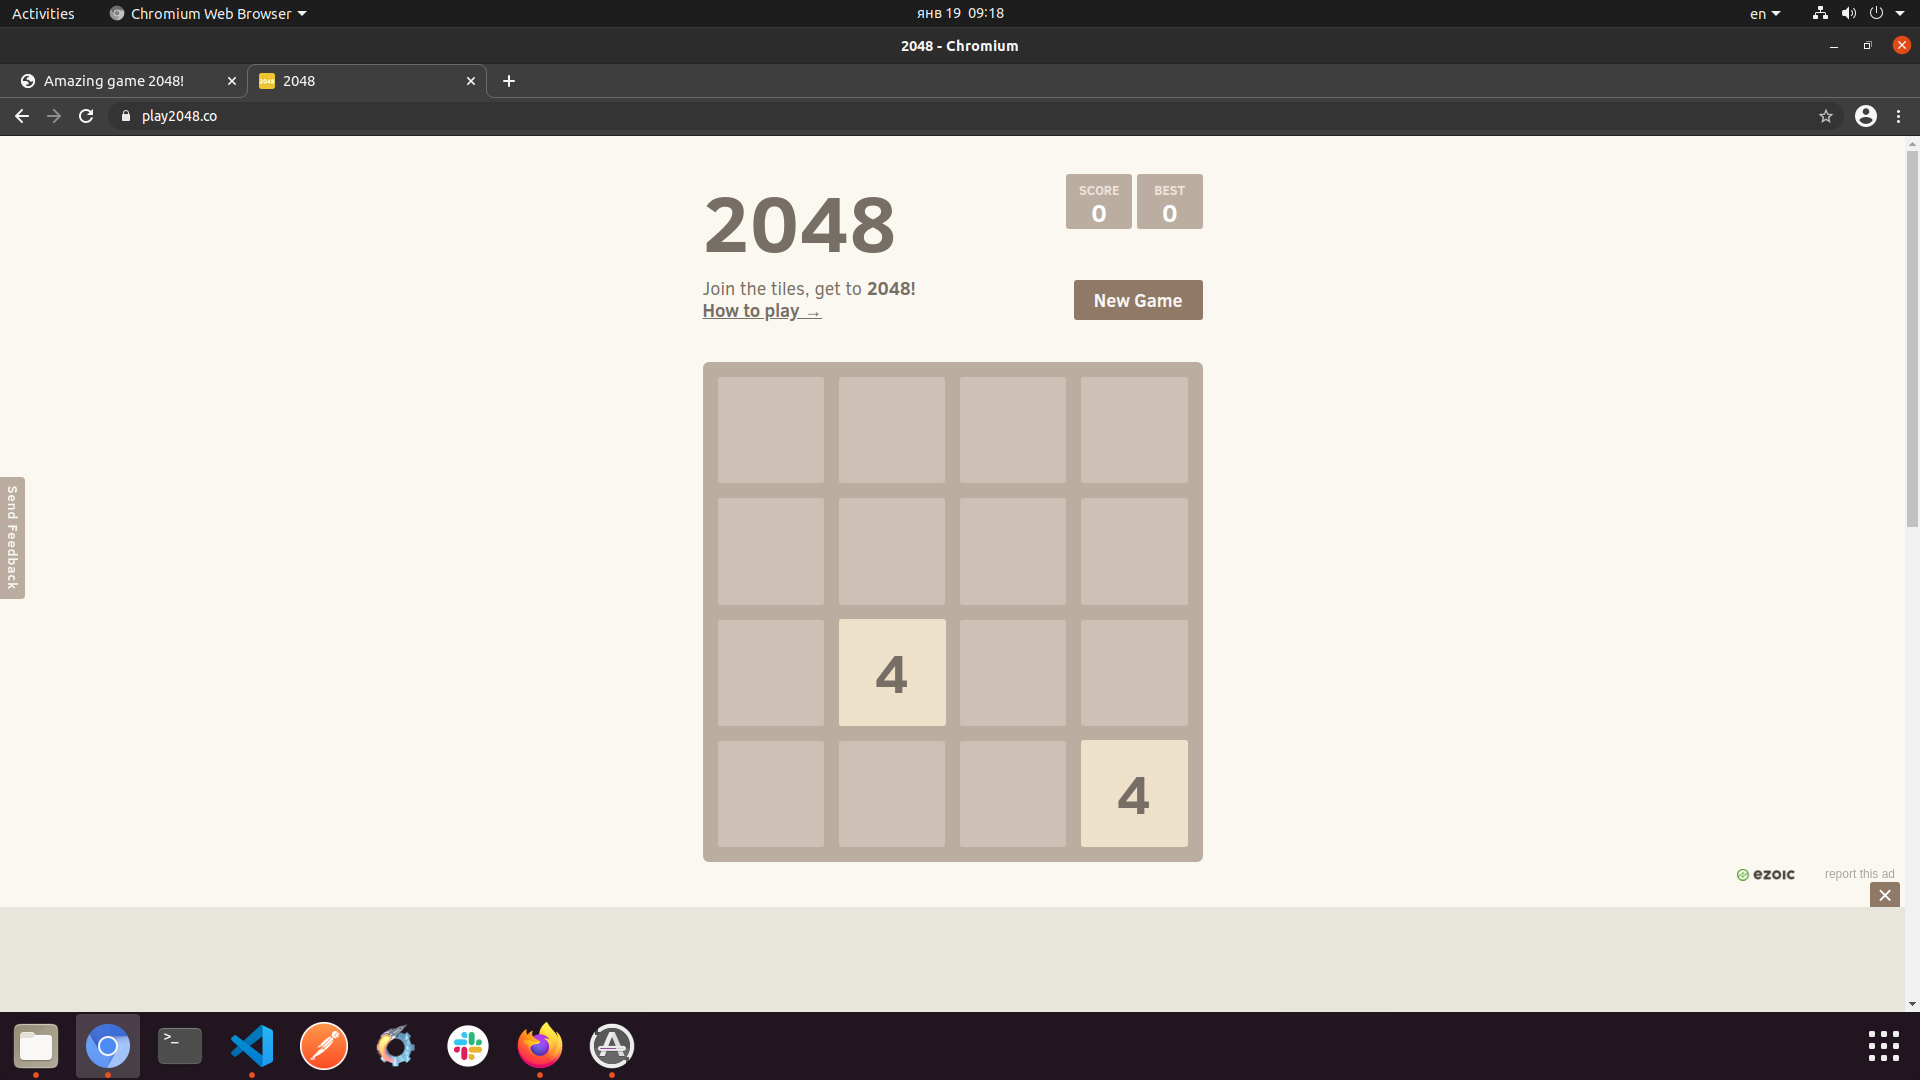 Activities
Chromium Web Browser
янв 19 09:18
en
2048 - Chromium
Amazing game 2048!
2048
play2048.co
2048
SCORE
0
BEST
0
Join the tiles, get to 2048!
How to play →
New Game
Send Feedback
4
4
ezoic
report this ad
>_